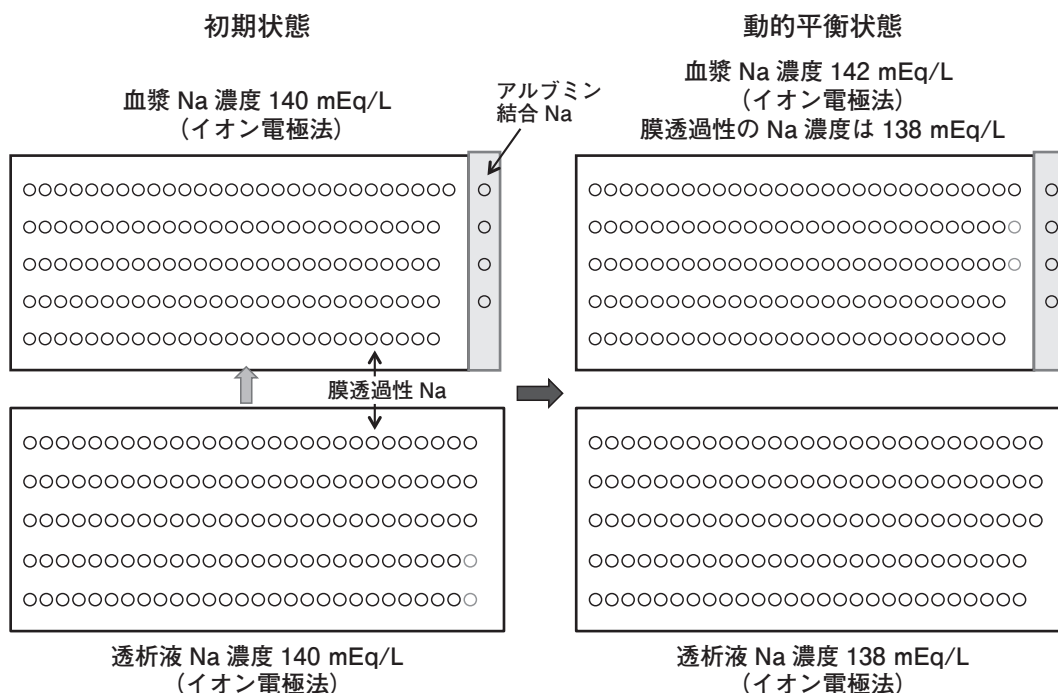 初期状態
動的平衡状態
血漿 Na 濃度 140 mEq/L
(イオン電極法)
アルブミン
結合 Na
血漿 Na 濃度 142 mEq/L
(イオン電極法)
膜透過性の Na 濃度は 138 mEq/L
膜透過性 Na
透析液 Na 濃度 140 mEq/L
(イオン電極法)
透析液 Na 濃度 138 mEq/L
(イオン電極法)